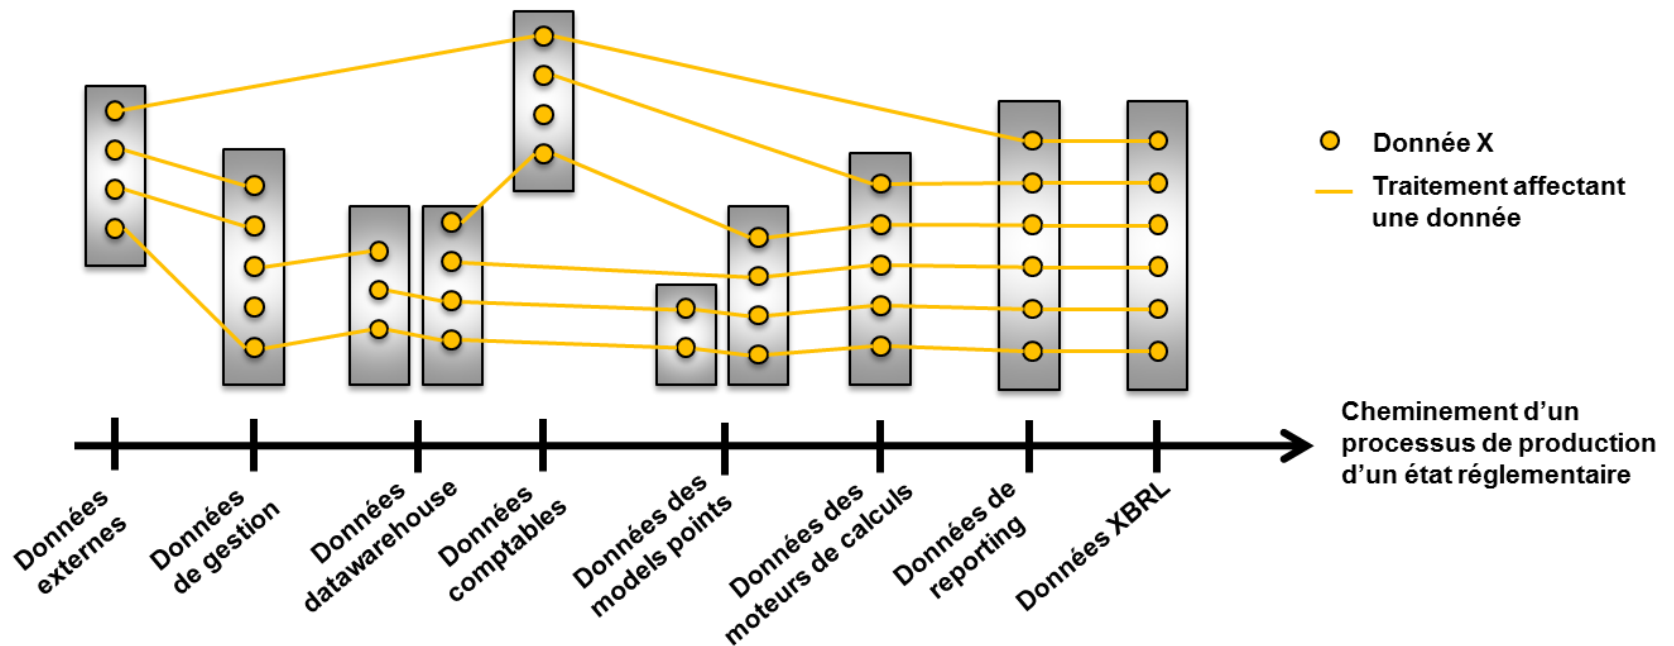 Donnée X
Traitement affectant
une donnée
Cheminement d’un
processus de production
d’un état réglementaire
Données
externes
Données
de gestion
Données
datawarehouse
Données
comptables
Données des
models points
Données des
moteurs de calculs
Données de
reporting
Données XBRL